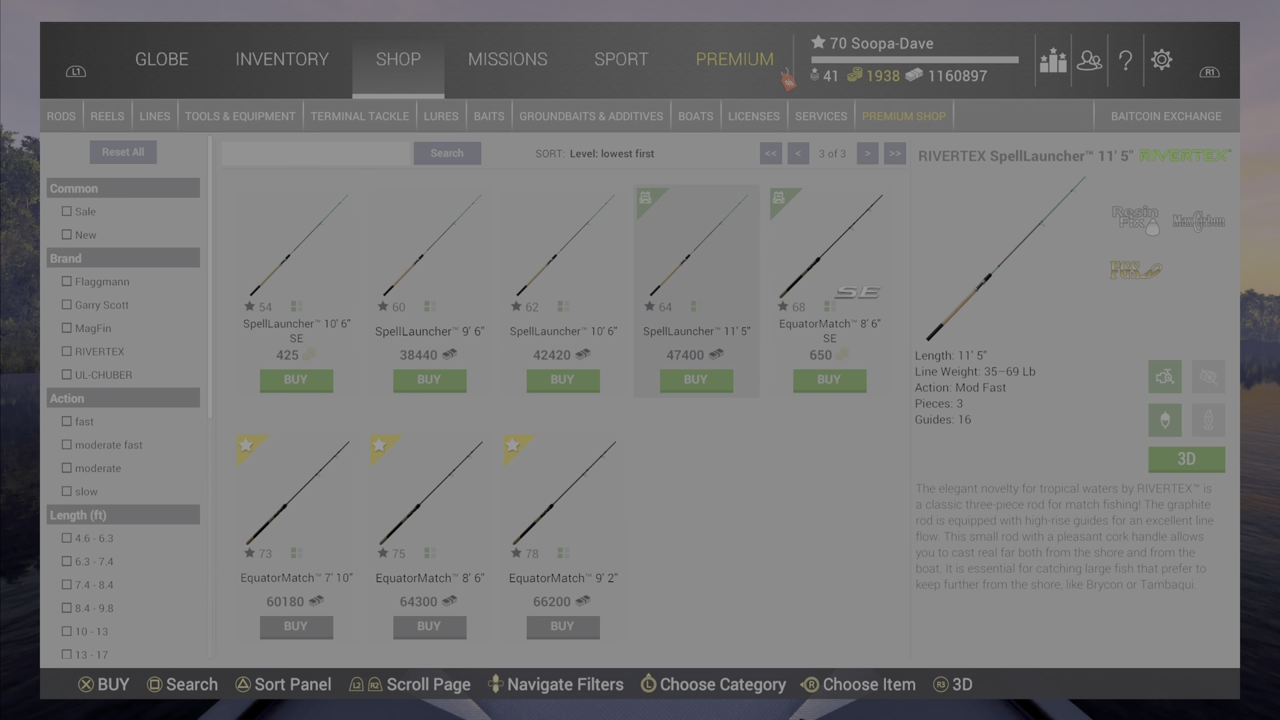 L1
GLOBE
INVENTORY
SHOP
MISSIONS
SPORT
PREMIUM
70 Soopa-Dave
41 1938 1160897
R1
RODS
REELS
LINES
TOOLS & EQUIPMENT
TERMINAL TACKLE
LURES
BAITS
GROUNDBAITS & ADDITIVES
BOATS
LICENSES
SERVICES
PREMIUM SHOP
BAITCOIN EXCHANGE
Reset All
Common
Sale
New
Brand
Flaggmann
Garry Scott
MagFin
RIVERTEX
UL-CHUBER
Action
fast
moderate fast
moderate
slow
Length (ft)
4.6 - 6.3
6.3 - 7.4
7.4 - 8.4
8.4 - 9.8
10 - 13
13 - 17
Search
SORT: Level: lowest first
<< < 3 of 3 > >>
54
SpellLauncher™ 10' 6"
SE
425
BUY
60
SpellLauncher™ 9' 6"
38440
BUY
62
SpellLauncher™ 10' 6"
42420
BUY
64
SpellLauncher™ 11' 5"
47400
BUY
SE
68
EquatorMatch™ 8' 6"
SE
650
BUY
73
EquatorMatch™ 7' 10"
60180
BUY
75
EquatorMatch™ 8' 6"
64300
BUY
78
EquatorMatch™ 9' 2"
66200
BUY
RIVERTEX SpellLauncher™ 11' 5"
RIVERTEX
Resin
Fix
Length: 11' 5"
Line Weight: 35–69 Lb
Action: Mod Fast
Pieces: 3
Guides: 16
3D
The elegant novelty for tropical waters by RIVERTEX™ is
a classic three-piece rod for match fishing! The graphite
rod is equipped with high-rise guides for an excellent line
flow. This small rod with a pleasant cork handle allows
you to cast real far both from the shore and from the
boat. It is essential for catching large fish that prefer to
keep further from the shore, like Brycon or Tambaqui.
BUY
Search
Sort Panel
L2 R2 Scroll Page
Navigate Filters
L Choose Category
R Choose Item
R3 3D